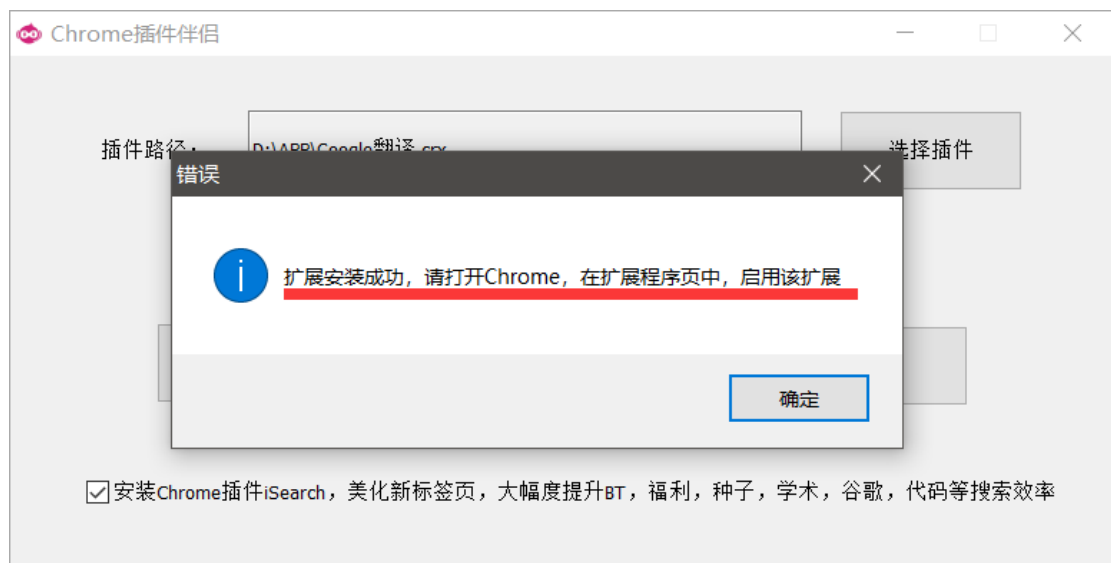 Chrome插件伴侣
插件路径:
D:\APP\Google翻译.crx
选择插件
错误
扩展安装成功，请打开Chrome，在扩展程序页中，启用该扩展
确定
安装Chrome插件iSearch，美化新标签页，大幅度提升BT，福利，种子，学术，谷歌，代码等搜索效率